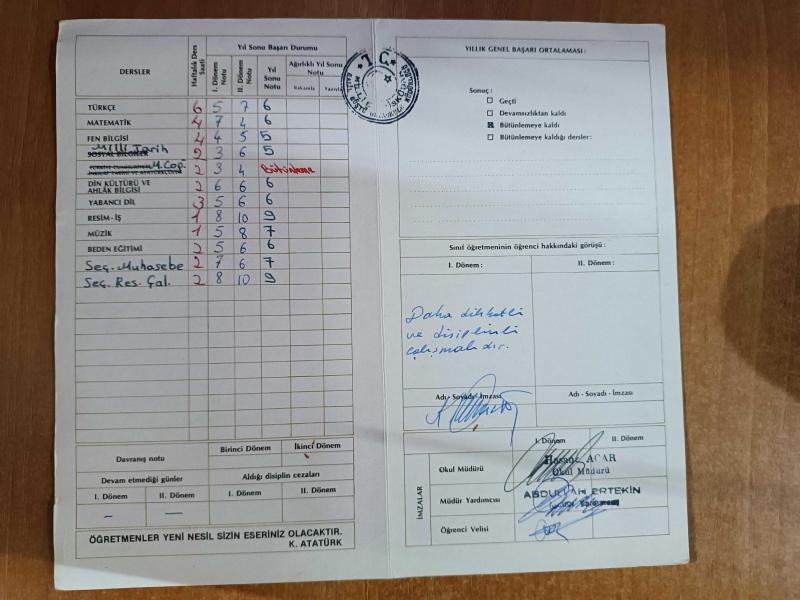 DERSLER
Haftalık Ders Saati
Yıl Sonu Başarı Durumu
I. Dönem Notu
II. Dönem Notu
Yıl Sonu Notu
Ağırlıklı Yıl Sonu Notu
Rakamla
Yazıyla
TÜRKÇE 6 5 7 6
MATEMATİK 4 7 4 6
FEN BİLGİSİ 4 4 5 5
Milli Tarih
SOSYAL BİLGİLER 2 3 6 5
M. Coğ. 2 3 4 Bütünleme
DİN KÜLTÜRÜ VE
AHLÂK BİLGİSİ 2 6 6 6
YABANCI DİL 3 5 6 6
RESİM-İŞ 1 8 10 9
MÜZİK 1 5 8 7
BEDEN EĞİTİMİ 2 5 6 6
Seç. Muhasebe 2 7 6 7
Seç. Res. Çal. 2 8 10 9
Davranış notu
Birinci Dönem
İkinci Dönem
Devam etmediği günler
Aldığı disiplin cezaları
I. Dönem
II. Dönem
I. Dönem
II. Dönem
– —
ÖĞRETMENLER YENİ NESİL SİZİN ESERİNİZ OLACAKTIR.
K. ATATÜRK
T.C.
YILLIK GENEL BAŞARI ORTALAMASI :
Sonuç :
Geçti
Devamsızlıktan kaldı
Bütünlemeye kaldı
Bütünlemeye kaldığı dersler :
Sınıf öğretmeninin öğrenci hakkındaki görüşü :
I. Dönem :
II. Dönem :
Daha dikkatli
ve disiplinli
çalışmalıdır.
Adı - Soyadı - İmzası
Adı - Soyadı - İmzası
İMZALAR
I. Dönem
II. Dönem
Okul Müdürü
ACAR
Okul Müdürü
Müdür Yardımcısı
ABDULLAH ERTEKİN
Öğrenci Velisi